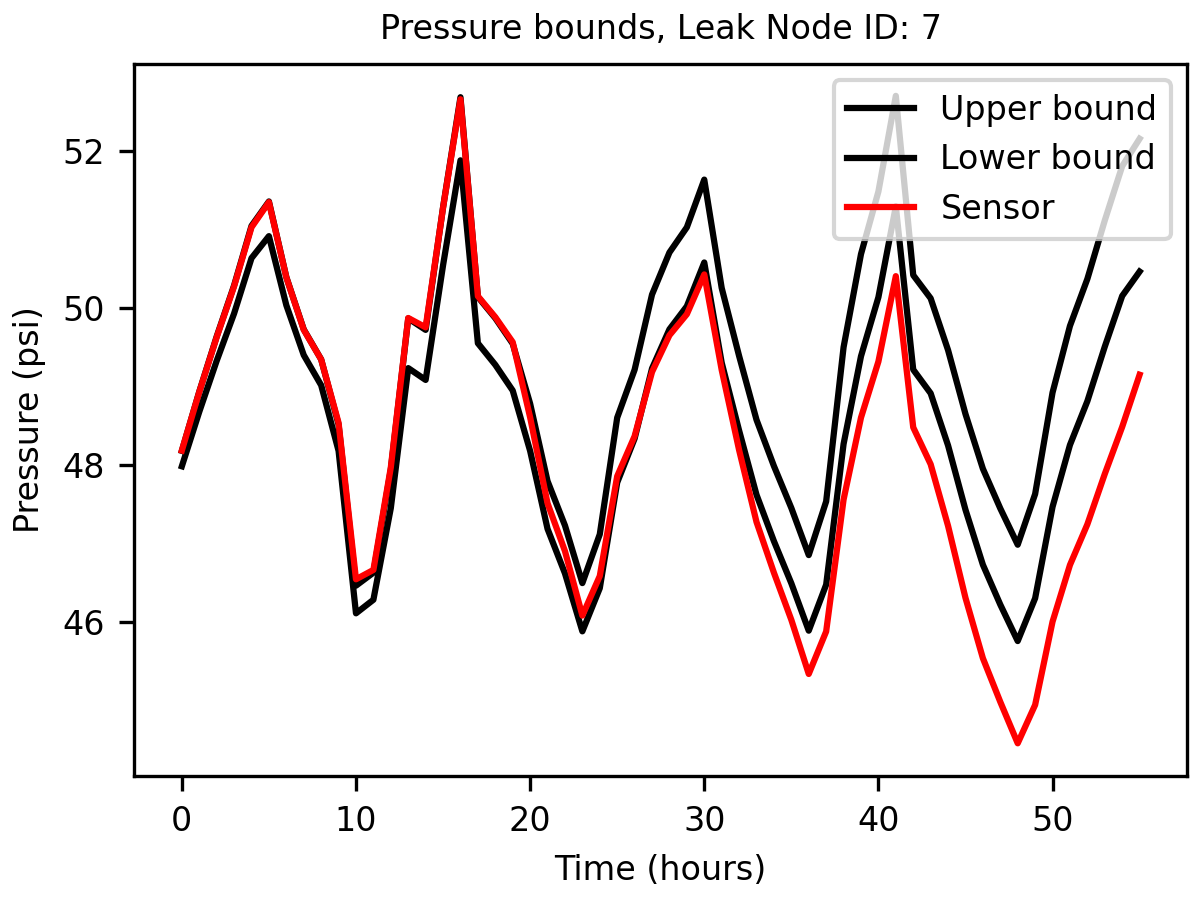 Pressure bounds, Leak Node ID: 7
Upper bound
Lower bound
Sensor
52
50
48
46
Pressure (psi)
0 10 20 30 40 50
Time (hours)